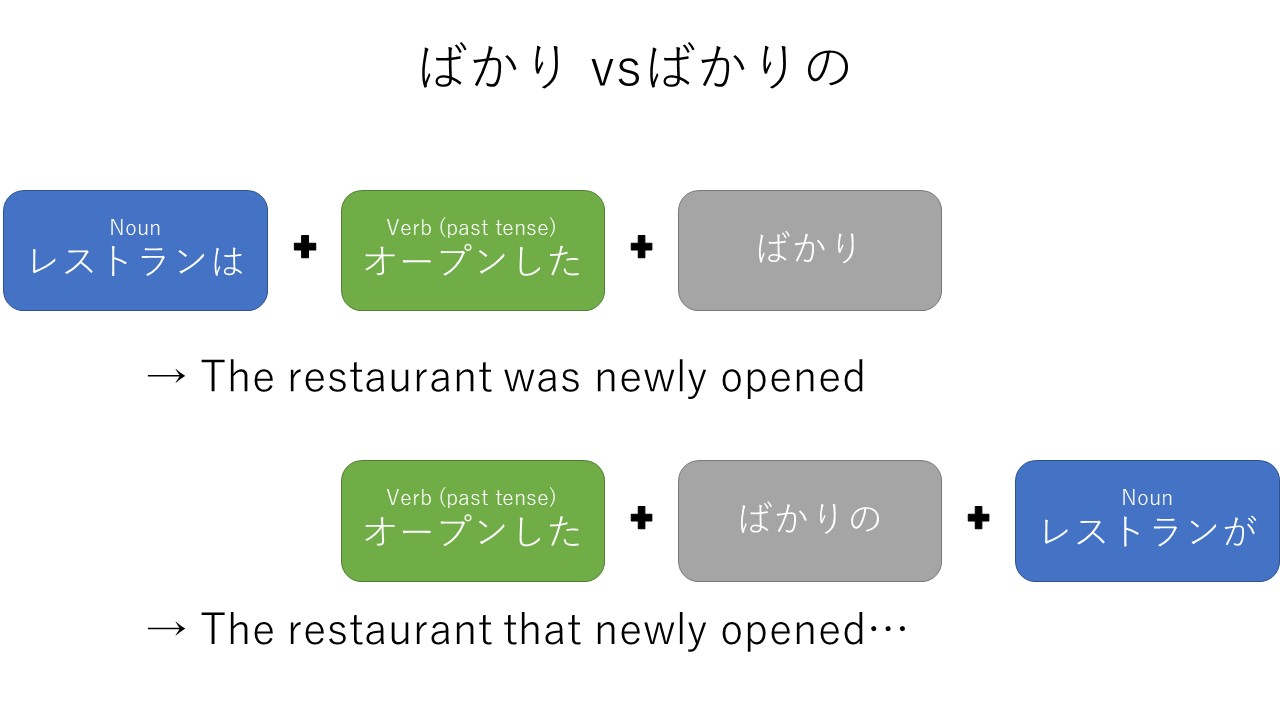 ばかり vsばかりの
Noun
レストランは
Verb (past tense)
オープンした
ばかり
→ The restaurant was newly opened
Verb (past tense)
オープンした
ばかりの
Noun
レストランが
→ The restaurant that newly opened…